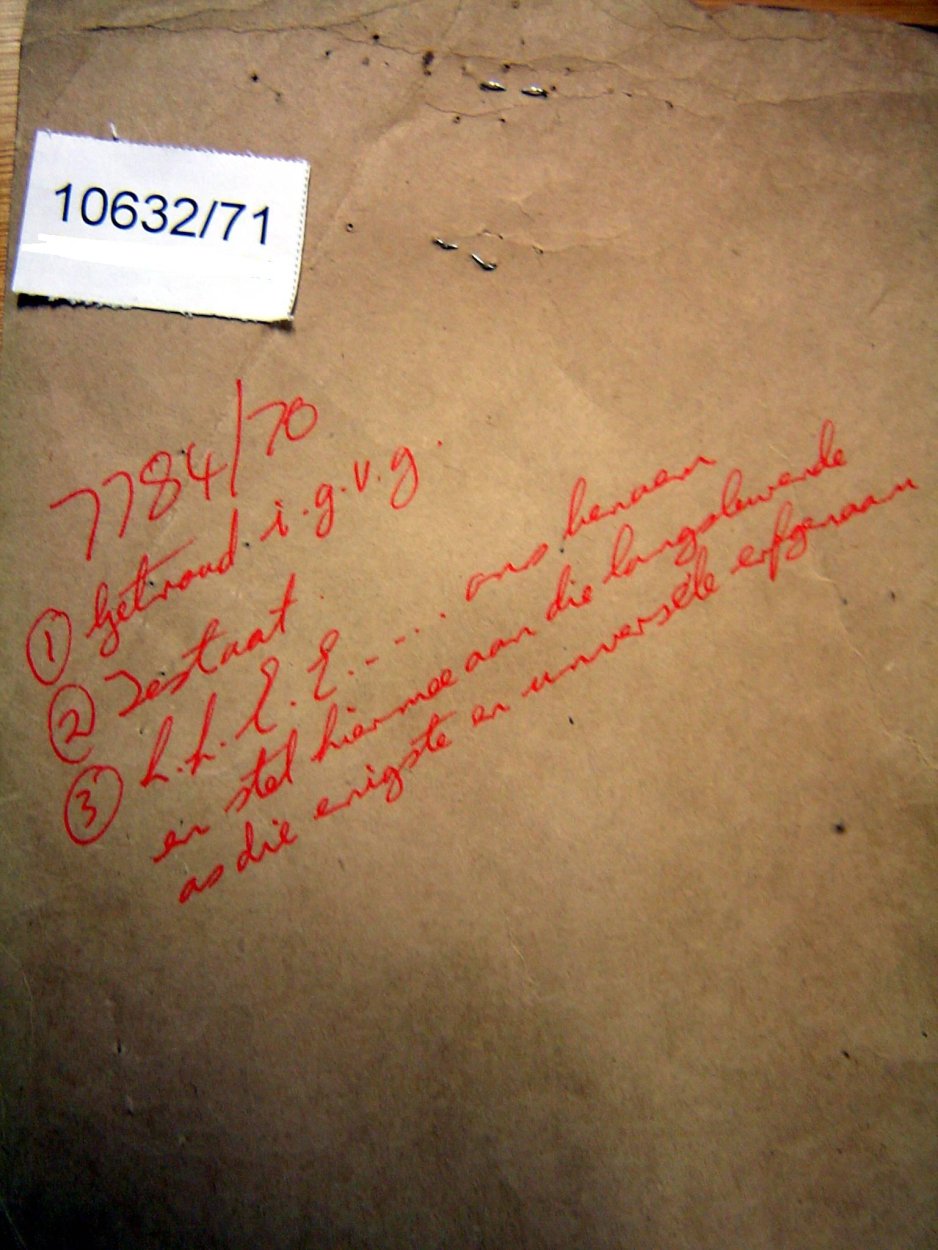 10632/71
7784/70
① Getroud i.g.v.g.
② Testaat
③ L.L. E. E. .... ons benoem
en stel hiermee aan die langslewende
as die enigste en universele erfgenaam